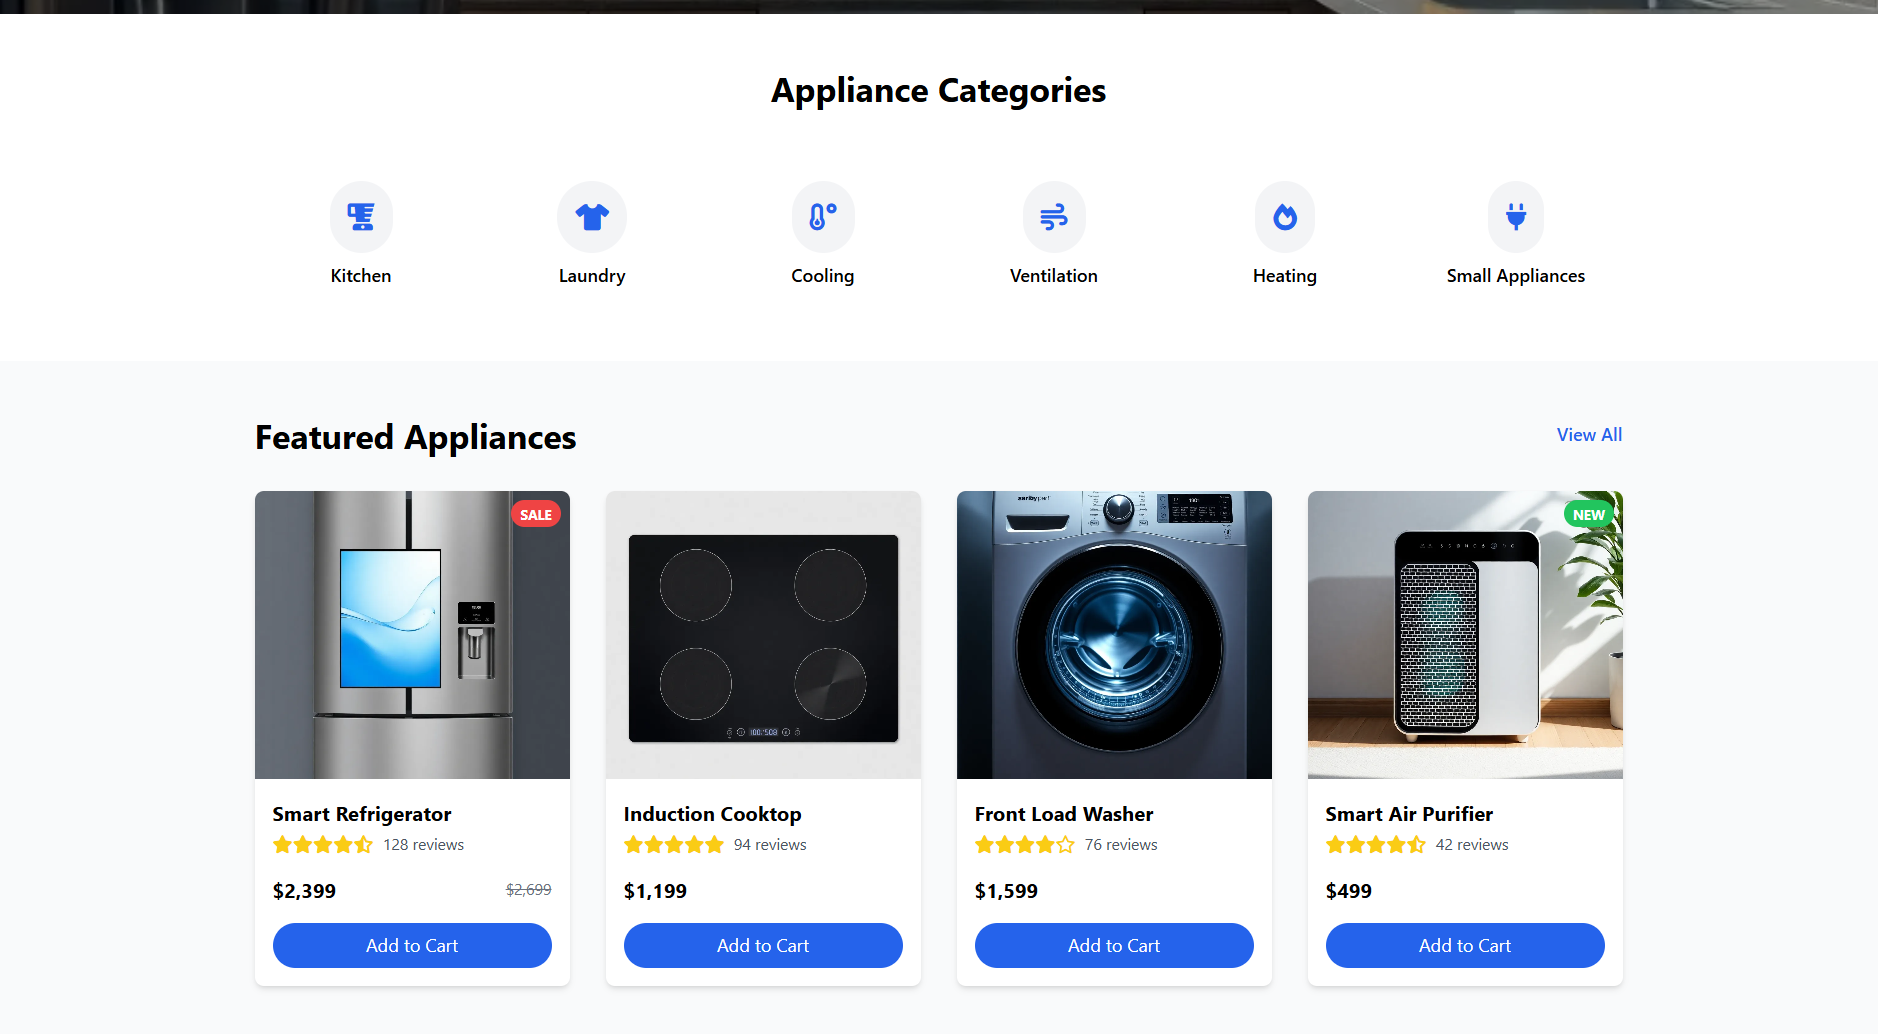 Appliance Categories
Kitchen
Laundry
Cooling
Ventilation
Heating
Small Appliances
Featured Appliances
View All
SALE
NEW
Smart Refrigerator
128 reviews
$2,399
$2,699
Add to Cart
Induction Cooktop
94 reviews
$1,199
Add to Cart
Front Load Washer
76 reviews
$1,599
Add to Cart
Smart Air Purifier
42 reviews
$499
Add to Cart